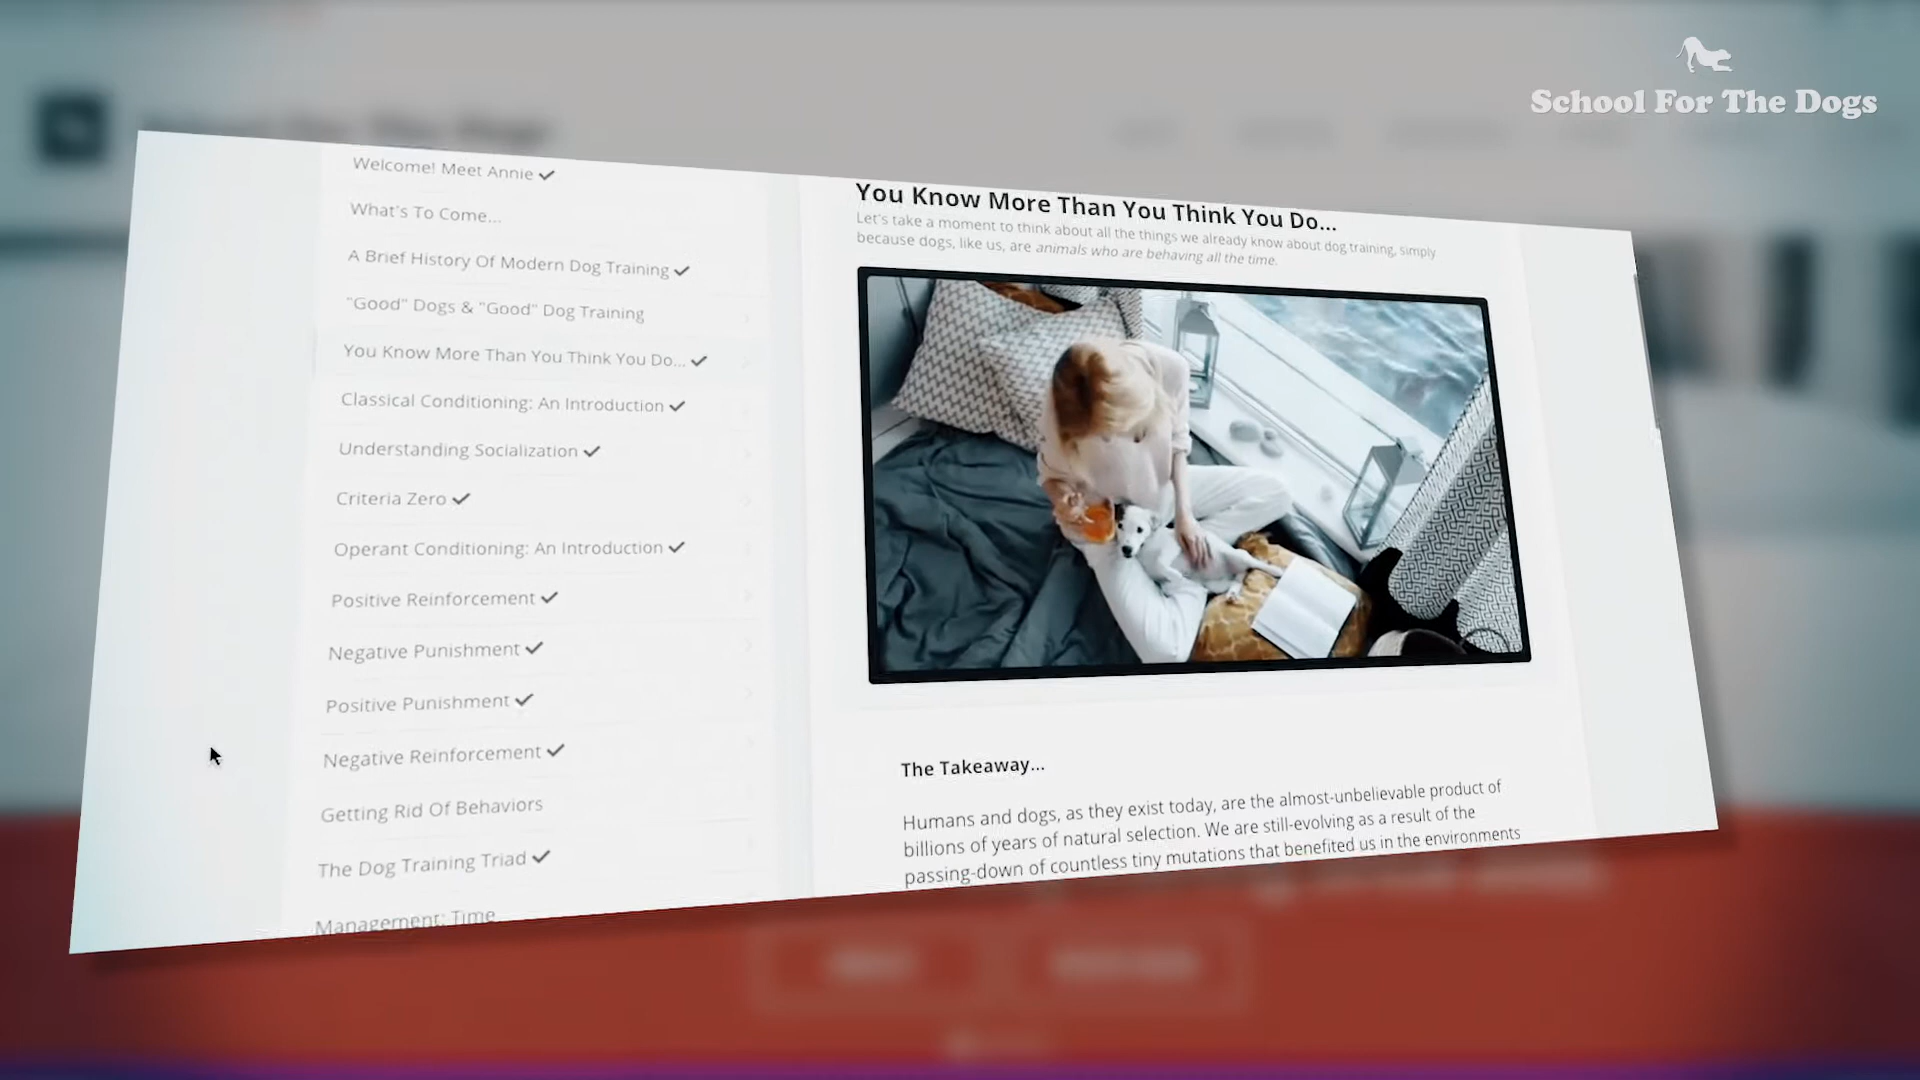 School For The Dogs
Welcome! Meet Annie ✔
What's To Come...
A Brief History Of Modern Dog Training ✔
"Good" Dogs & "Good" Dog Training
You Know More Than You Think You Do... ✔
Classical Conditioning: An Introduction ✔
Understanding Socialization ✔
Criteria Zero ✔
Operant Conditioning: An Introduction ✔
Positive Reinforcement ✔
Negative Punishment ✔
Positive Punishment ✔
Negative Reinforcement ✔
Getting Rid Of Behaviors
The Dog Training Triad ✔
Management: Time
You Know More Than You Think You Do...
Let's take a moment to think about all the things we already know about dog training, simply
because dogs, like us, are animals who are behaving all the time.
The Takeaway...
Humans and dogs, as they exist today, are the almost-unbelievable product of
billions of years of natural selection. We are still-evolving as a result of the
passing-down of countless tiny mutations that benefited us in the environments